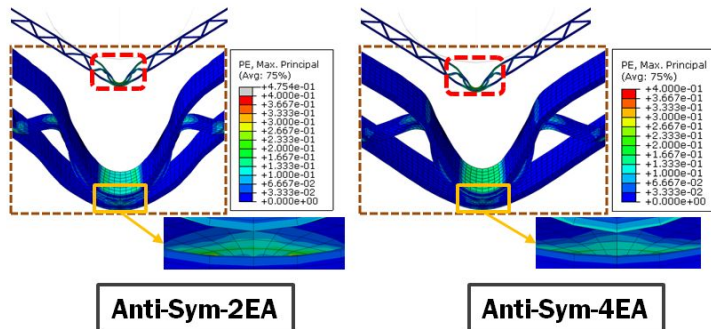 PE, Max. Principal
(Avg: 75%)
+4.754e-01
+4.000e-01
+3.667e-01
+3.333e-01
+3.000e-01
+2.667e-01
+2.333e-01
+2.000e-01
+1.667e-01
+1.333e-01
+1.000e-01
+6.667e-02
+3.333e-02
+0.000e+00
Anti-Sym-2EA
PE, Max. Principal
(Avg: 75%)
+4.000e-01
+3.667e-01
+3.333e-01
+3.000e-01
+2.667e-01
+2.333e-01
+2.000e-01
+1.667e-01
+1.333e-01
+1.000e-01
+6.667e-02
+3.333e-02
+0.000e+00
Anti-Sym-4EA